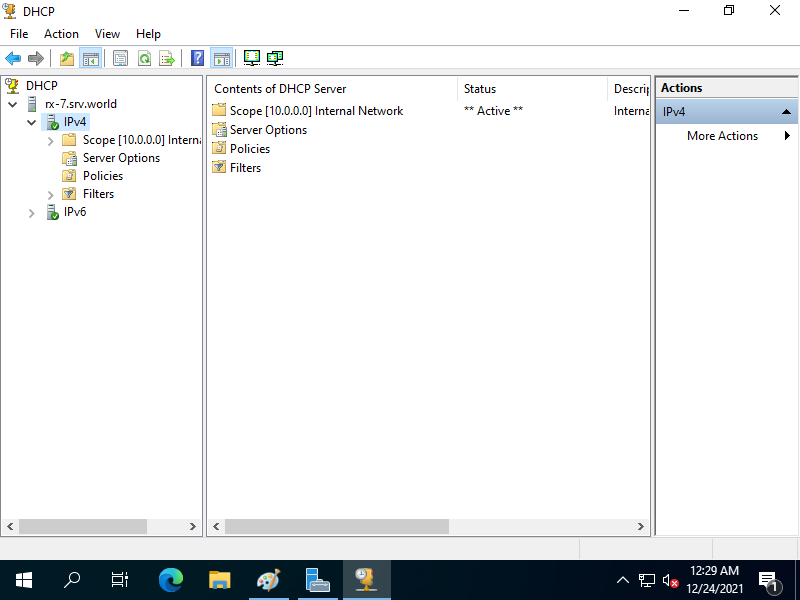 DHCP
File Action View Help
DHCP
rx-7.srv.world
IPv4
Scope [10.0.0.0] Interna
Server Options
Policies
Filters
IPv6
Contents of DHCP Server Status Descrip
Scope [10.0.0.0] Internal Network ** Active ** Interna
Server Options
Policies
Filters
Actions
IPv4
More Actions
12:29 AM
12/24/2021
1